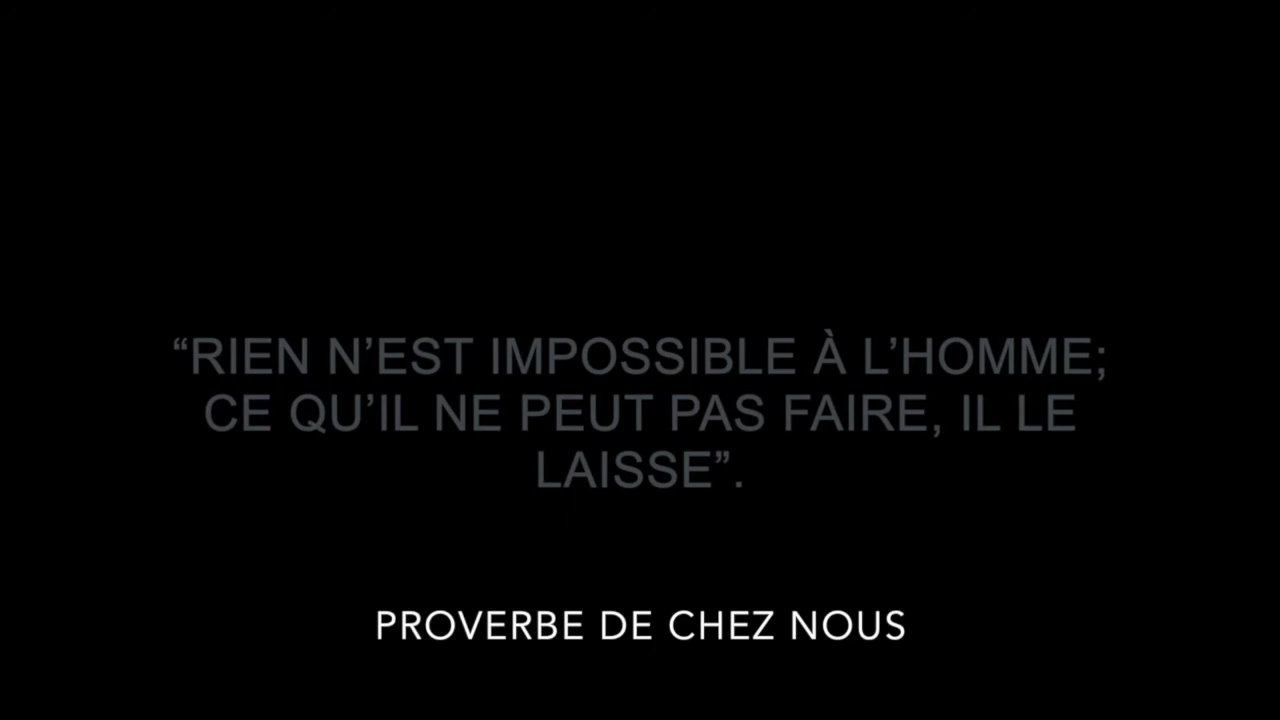 “RIEN N’EST IMPOSSIBLE À L’HOMME;
CE QU’IL NE PEUT PAS FAIRE, IL LE
LAISSE”.
PROVERBE DE CHEZ NOUS